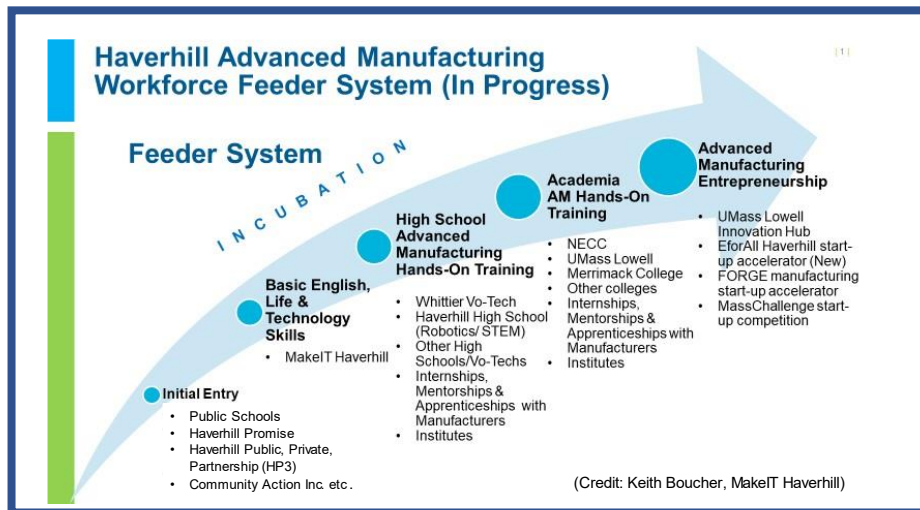 Haverhill Advanced Manufacturing
Workforce Feeder System (In Progress)
| 1 |
Feeder System
INCUBATION
Initial Entry
• Public Schools
• Haverhill Promise
• Haverhill Public, Private,
Partnership (HP3)
• Community Action Inc. etc.
Basic English,
Life &
Technology
Skills
• MakeIT Haverhill
High School
Advanced
Manufacturing
Hands-On Training
• Whittier Vo-Tech
• Haverhill High School
(Robotics/ STEM)
• Other High
Schools/Vo-Techs
• Internships,
Mentorships &
Apprenticeships with
Manufacturers
• Institutes
Academia
AM Hands-On
Training
• NECC
• UMass Lowell
• Merrimack College
• Other colleges
• Internships,
Mentorships &
Apprenticeships with
Manufacturers
• Institutes
Advanced
Manufacturing
Entrepreneurship
• UMass Lowell
Innovation Hub
• EforAll Haverhill start-
up accelerator (New)
• FORGE manufacturing
start-up accelerator
• MassChallenge start-
up competition
(Credit: Keith Boucher, MakeIT Haverhill)